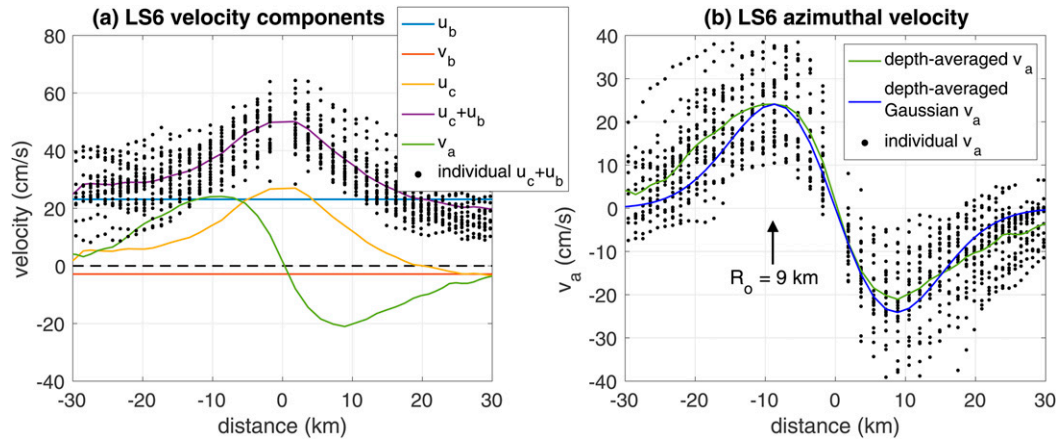 (a) LS6 velocity components
velocity (cm/s)
80
60
40
20
0
-20
-40
-30
-20
-10
0
10
20
30
distance (km)
u_b
v_b
u_c
u_c+u_b
v_a
individual u_c+u_b
(b) LS6 azimuthal velocity
v_a (cm/s)
40
30
20
10
0
-10
-20
-30
-40
-30
-20
-10
0
10
20
30
distance (km)
depth-averaged v_a
depth-averaged
Gaussian v_a
individual v_a
R_o = 9 km